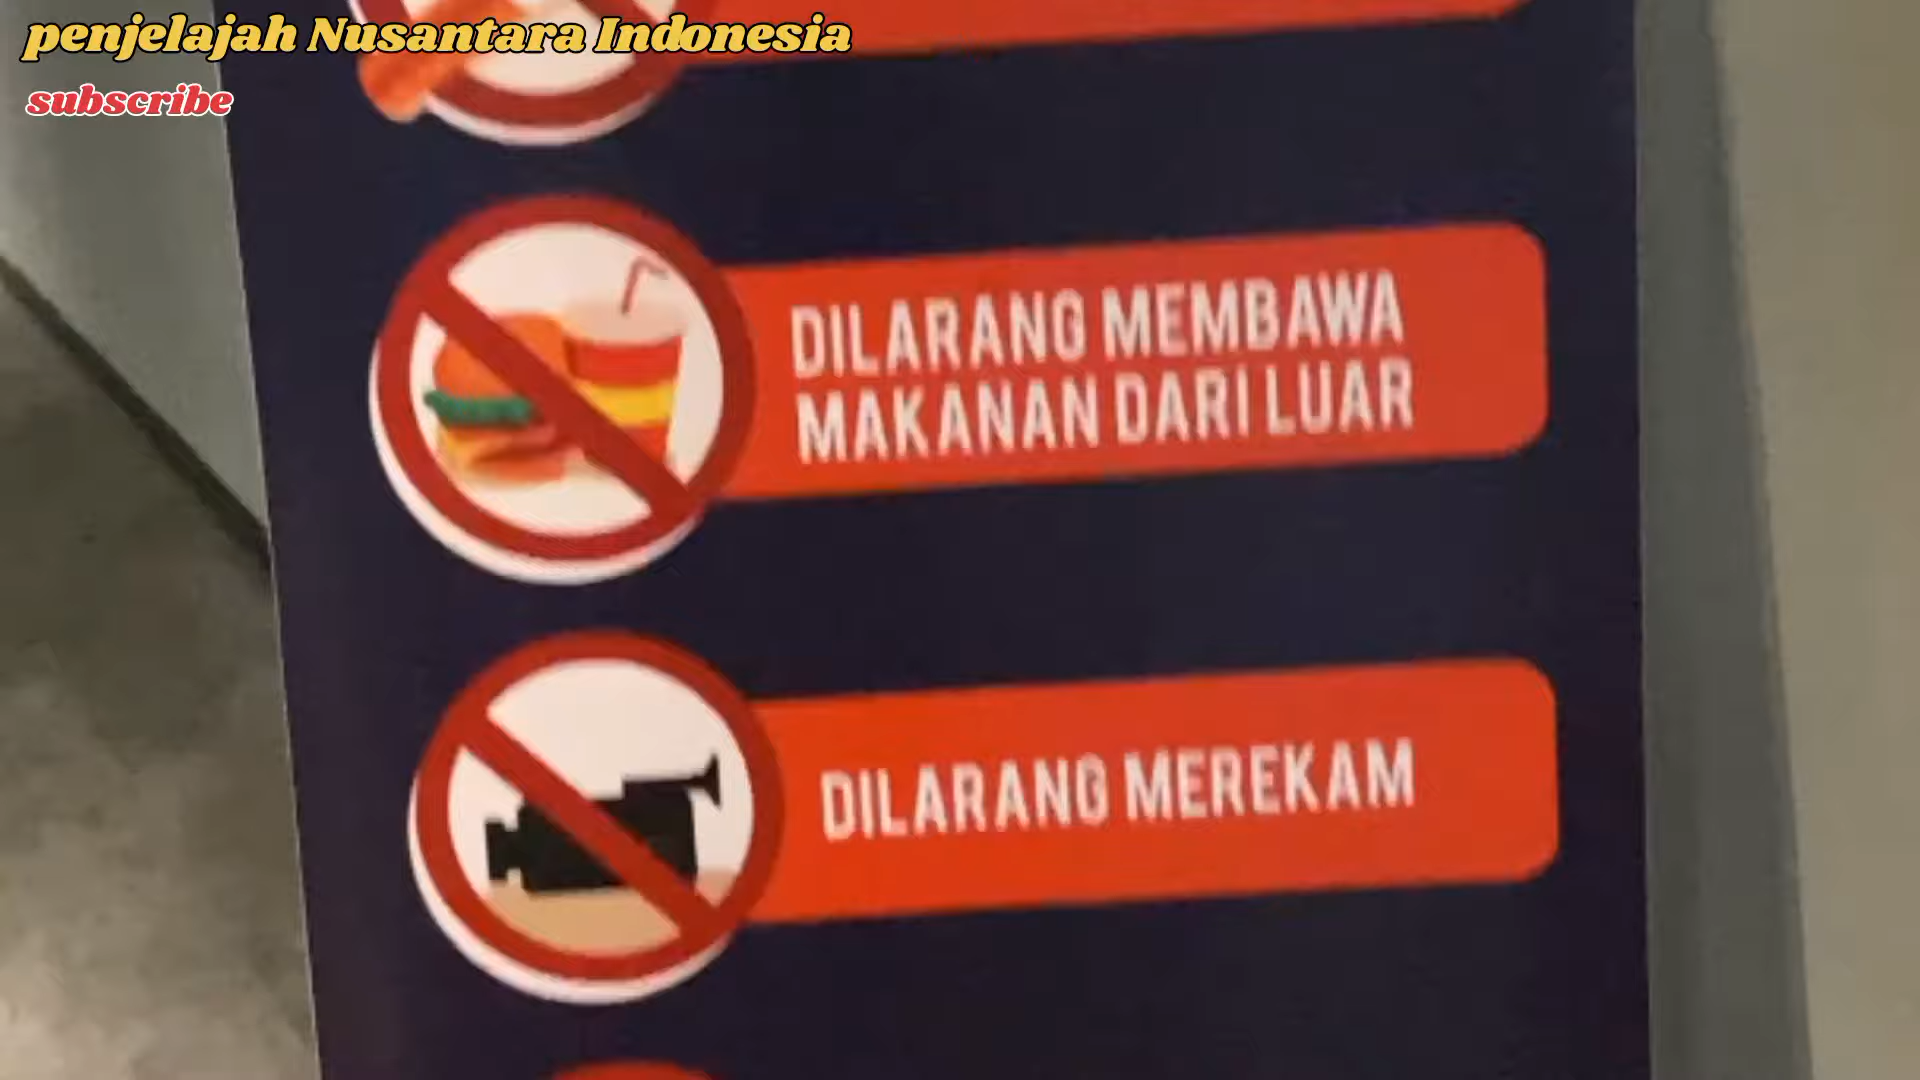 penjelajah Nusantara Indonesia
subscribe
DILARANG MEMBAWA
MAKANAN DARI LUAR
DILARANG MEREKAM